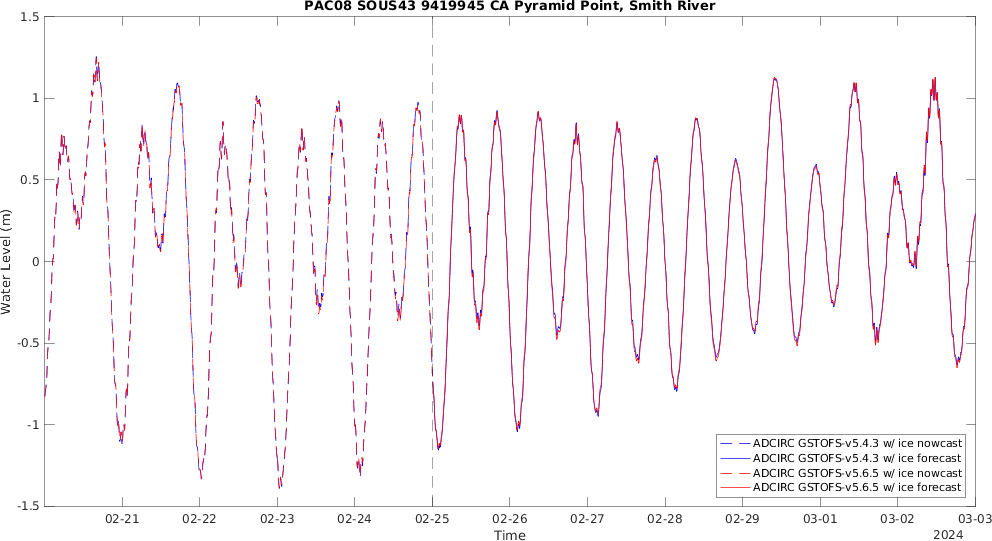 PAC08 SOUS43 9419945 CA Pyramid Point, Smith River
1.5
1
0.5
0
-0.5
-1
-1.5
Water Level (m)
ADCIRC GSTOFS-v5.4.3 w/ ice nowcast
ADCIRC GSTOFS-v5.4.3 w/ ice forecast
ADCIRC GSTOFS-v5.6.5 w/ ice nowcast
ADCIRC GSTOFS-v5.6.5 w/ ice forecast
02-21 02-22 02-23 02-24 02-25 02-26 02-27 02-28 02-29 03-01 03-02 03-03
Time
2024